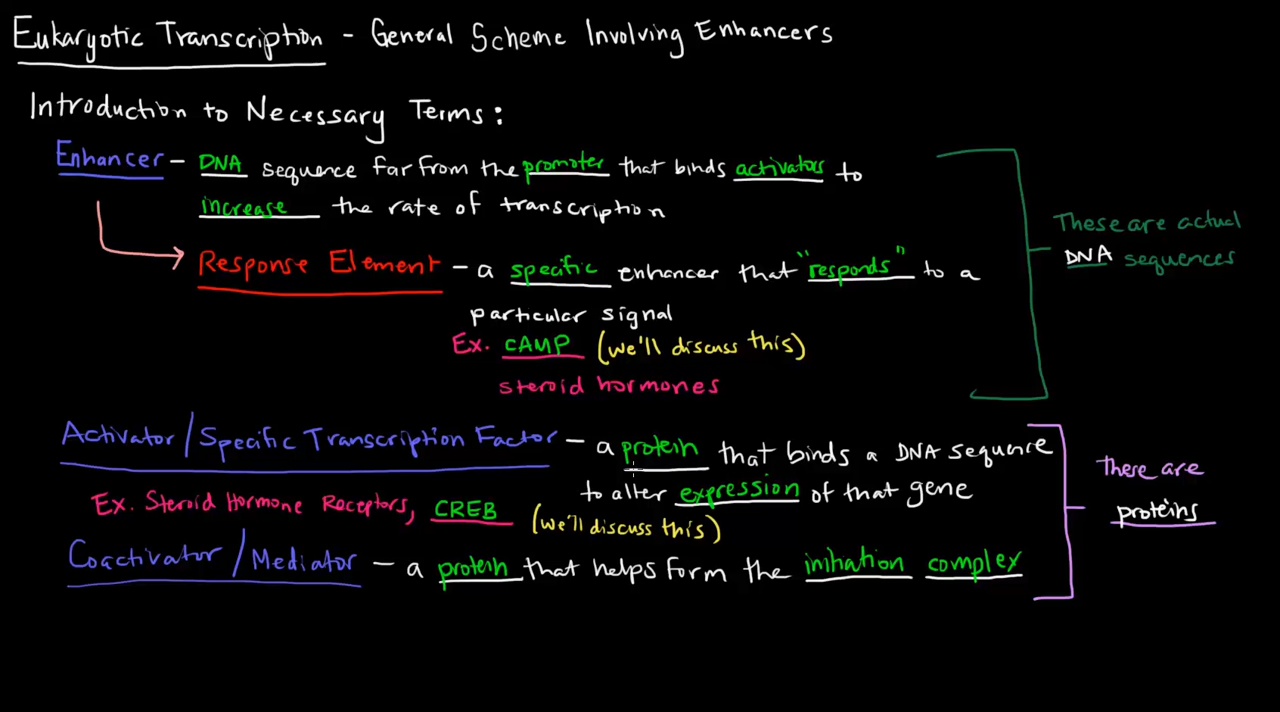 Eukaryotic Transcription - General Scheme Involving Enhancers
Introduction to Necessary Terms:
Enhancer - DNA sequence far from the promoter that binds activators to
increase the rate of transcription
These are actual
DNA sequences
Response Element - a specific enhancer that "responds" to a
particular signal
Ex. cAMP (we'll discuss this)
steroid hormones
Activator/Specific Transcription Factor - a protein that binds a DNA sequence
to alter expression of that gene
Ex. Steroid Hormone Receptors, CREB (we'll discuss this)
these are
proteins
Coactivator/Mediator - a protein that helps form the initiation complex